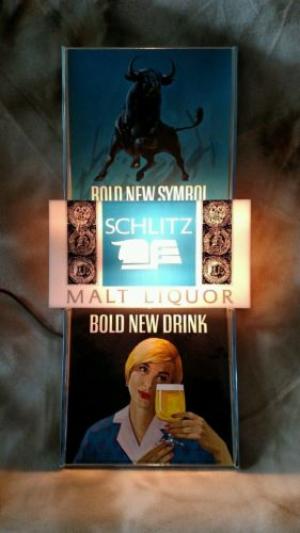 BOLD NEW SYMBOL
SCHLITZ
MALT LIQUOR
BOLD NEW DRINK